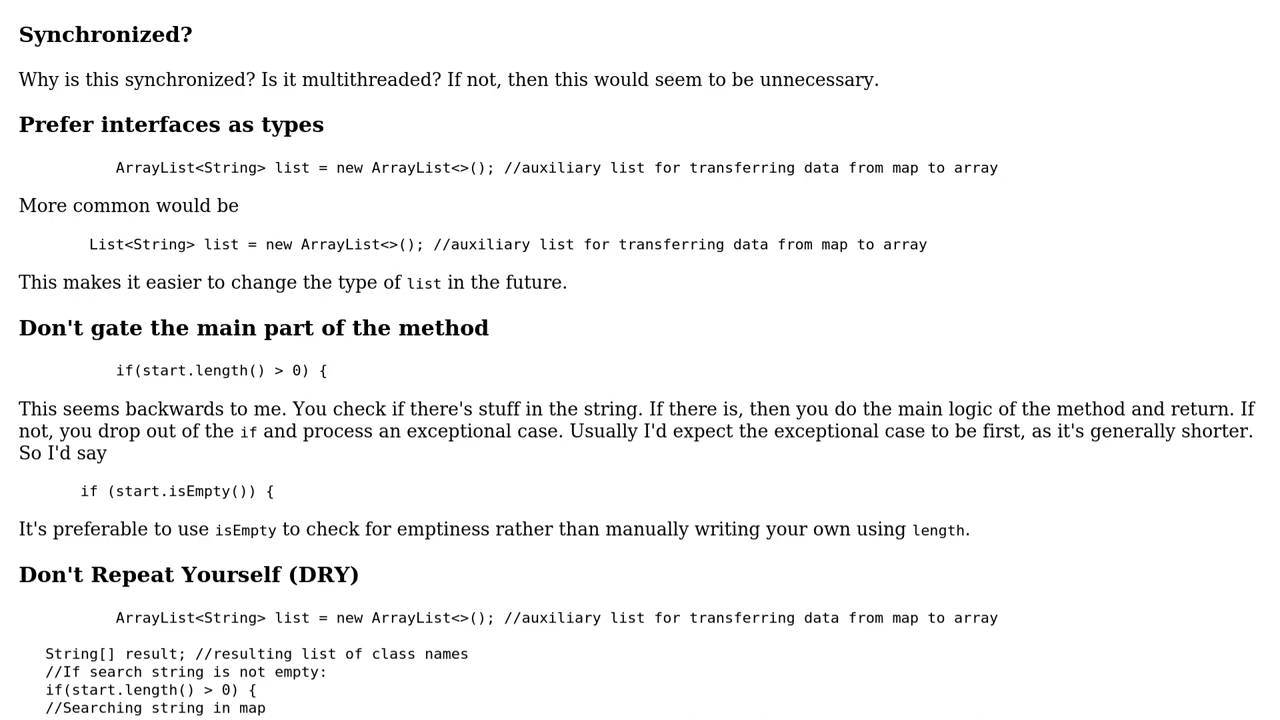 Synchronized?
Why is this synchronized? Is it multithreaded? If not, then this would seem to be unnecessary.
Prefer interfaces as types
ArrayList<String> list = new ArrayList<>(); //auxiliary list for transferring data from map to array
More common would be
List<String> list = new ArrayList<>(); //auxiliary list for transferring data from map to array
This makes it easier to change the type of list in the future.
Don't gate the main part of the method
if(start.length() > 0) {
This seems backwards to me. You check if there's stuff in the string. If there is, then you do the main logic of the method and return. If
not, you drop out of the if and process an exceptional case. Usually I'd expect the exceptional case to be first, as it's generally shorter.
So I'd say
if (start.isEmpty()) {
It's preferable to use isEmpty to check for emptiness rather than manually writing your own using length.
Don't Repeat Yourself (DRY)
ArrayList<String> list = new ArrayList<>(); //auxiliary list for transferring data from map to array
String[] result; //resulting list of class names
//If search string is not empty:
if(start.length() > 0) {
//Searching string in map